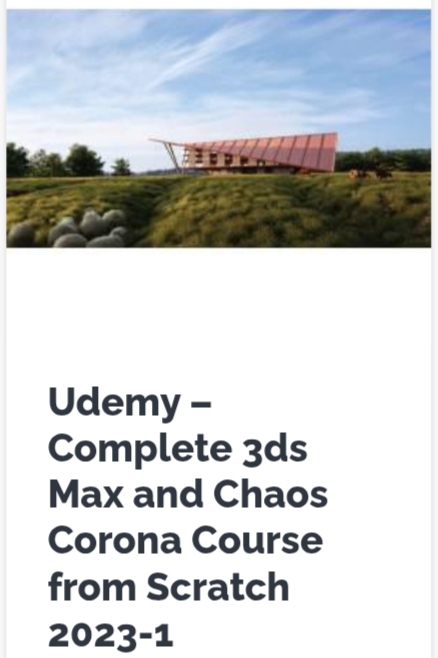 Udemy –
Complete 3ds
Max and Chaos
Corona Course
from Scratch
2023-1